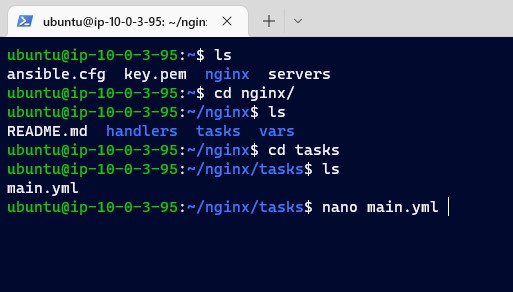 ubuntu@ip-10-0-3-95: ~/nginx
ubuntu@ip-10-0-3-95:~$ ls
ansible.cfg  key.pem  nginx  servers
ubuntu@ip-10-0-3-95:~$ cd nginx/
ubuntu@ip-10-0-3-95:~/nginx$ ls
README.md  handlers  tasks  vars
ubuntu@ip-10-0-3-95:~/nginx$ cd tasks
ubuntu@ip-10-0-3-95:~/nginx/tasks$ ls
main.yml
ubuntu@ip-10-0-3-95:~/nginx/tasks$ nano main.yml